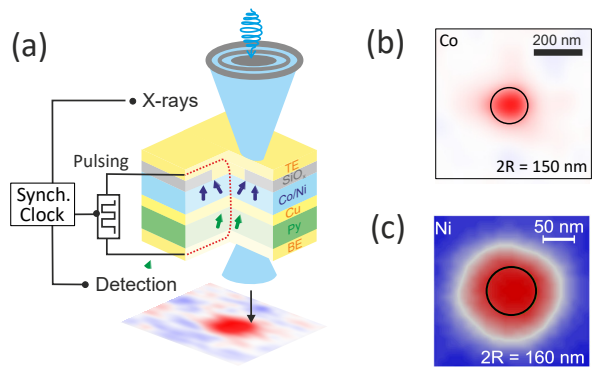 (a)
X-rays
Pulsing
Synch.
Clock
Detection
TE
SiOₓ
Co/Ni
Cu
Py
BE
(b)
Co
200 nm
2R = 150 nm
(c)
Ni
50 nm
2R = 160 nm